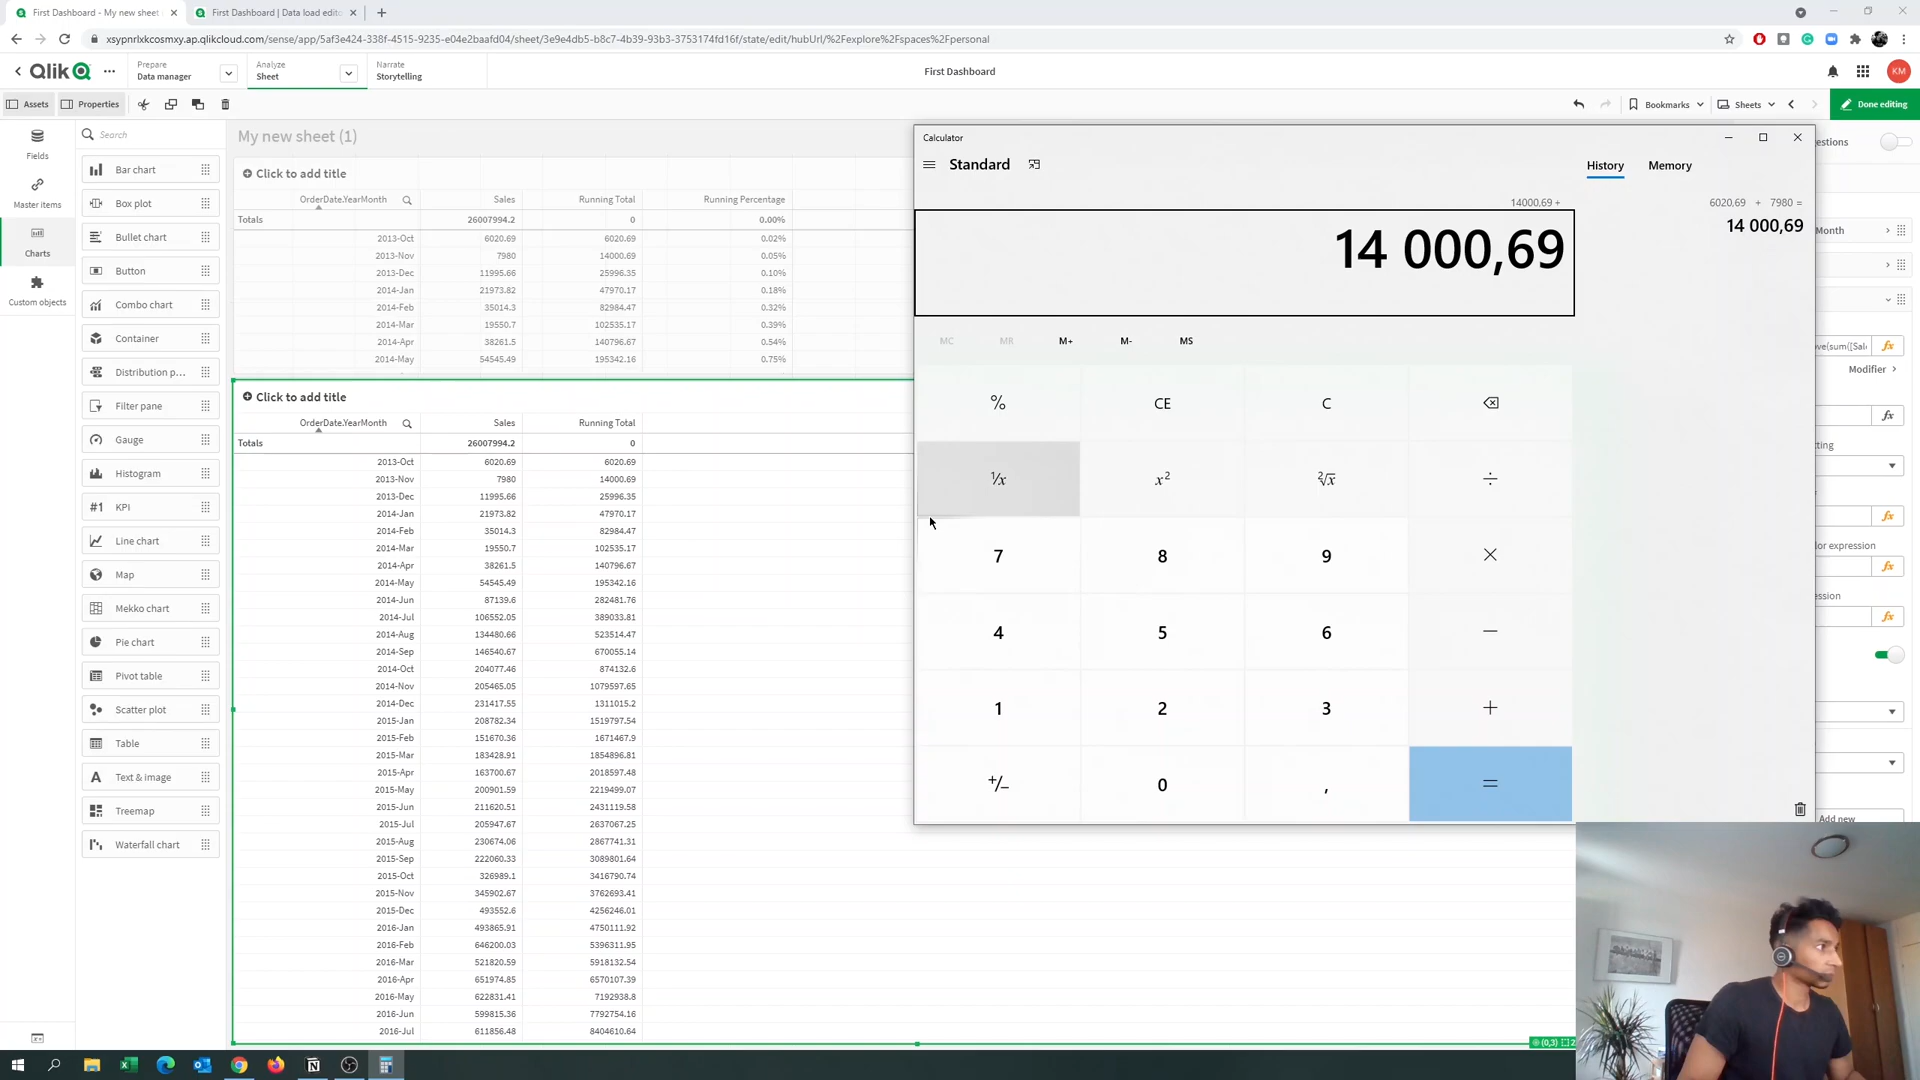 First Dashboard - My new sheet
First Dashboard | Data load edito
xsypnrlxkcosmxy.ap.qlikcloud.com/sense/app/5af3e424-338f-4515-9235-e04e2baafd04/sheet/3e9e4db5-b8c7-4b39-93b3-3753174fd16f/state/edit/hubUrl/%2Fexplore%2Fspaces%2Fpersonal
Qlik
Prepare
Data manager
Analyze
Sheet
Narrate
Storytelling
First Dashboard
KM
Assets
Properties
Bookmarks
Sheets
Done editing
Fields
Master items
Charts
Custom objects
Search
Bar chart
Box plot
Bullet chart
Button
Combo chart
Container
Distribution p...
Filter pane
Gauge
Histogram
#1 KPI
Line chart
Map
Mekko chart
Pie chart
Pivot table
Scatter plot
Table
A Text & image
Treemap
Waterfall chart
My new sheet (1)
Click to add title
OrderDate.YearMonth Sales Running Total Running Percentage
Totals 26007994.2 0 0.00%
2013-Oct 6020.69 6020.69 0.02%
2013-Nov 7980 14000.69 0.05%
2013-Dec 11995.66 25996.35 0.10%
2014-Jan 21973.82 47970.17 0.18%
2014-Feb 35014.3 82984.47 0.32%
2014-Mar 19550.7 102535.17 0.39%
2014-Apr 38261.5 140796.67 0.54%
2014-May 54545.49 195342.16 0.75%
Click to add title
OrderDate.YearMonth Sales Running Total
Totals 26007994.2 0
2013-Oct 6020.69 6020.69
2013-Nov 7980 14000.69
2013-Dec 11995.66 25996.35
2014-Jan 21973.82 47970.17
2014-Feb 35014.3 82984.47
2014-Mar 19550.7 102535.17
2014-Apr 38261.5 140796.67
2014-May 54545.49 195342.16
2014-Jun 87139.6 282481.76
2014-Jul 106552.05 389033.81
2014-Aug 134480.66 523514.47
2014-Sep 146540.67 670055.14
2014-Oct 204077.46 874132.6
2014-Nov 205465.05 1079597.65
2014-Dec 231417.55 1311015.2
2015-Jan 208782.34 1519797.54
2015-Feb 151670.36 1671467.9
2015-Mar 183428.91 1854896.81
2015-Apr 163700.67 2018597.48
2015-May 200901.59 2219499.07
2015-Jun 211620.51 2431119.58
2015-Jul 205947.67 2637067.25
2015-Aug 230674.06 2867741.31
2015-Sep 222060.33 3089801.64
2015-Oct 326989.1 3416790.74
2015-Nov 345902.67 3762693.41
2015-Dec 493552.6 4256246.01
2016-Jan 493865.91 4750111.92
2016-Feb 646200.03 5396311.95
2016-Mar 521820.59 5918132.54
2016-Apr 651974.85 6570107.39
2016-May 622831.41 7192938.8
2016-Jun 599815.36 7792754.16
2016-Jul 611856.48 8404610.64
Calculator
Standard
History Memory
14000,69 +
14 000,69
6020,69 + 7980 =
14 000,69
MC MR M+ M- MS
% CE C
¹⁄x x² ²√x ÷
7 8 9 ×
4 5 6 −
1 2 3 +
+/− 0 , =
estions
Month
ove(sum([Sal
fx
Modifier
fx
ting
fx
lor expression
fx
ession
fx
Add new
(0,3)